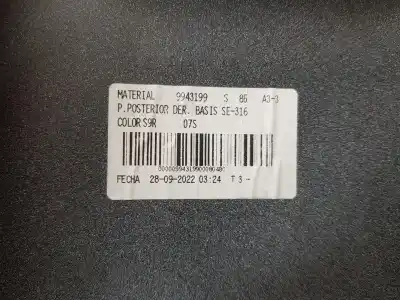 MATERIAL 9943199 S 86 A3-3
P.POSTERIOR DER. BASIS SE-316
COLOR S9R 07S
FECHA 28-09-2022 03:24 T 3 -